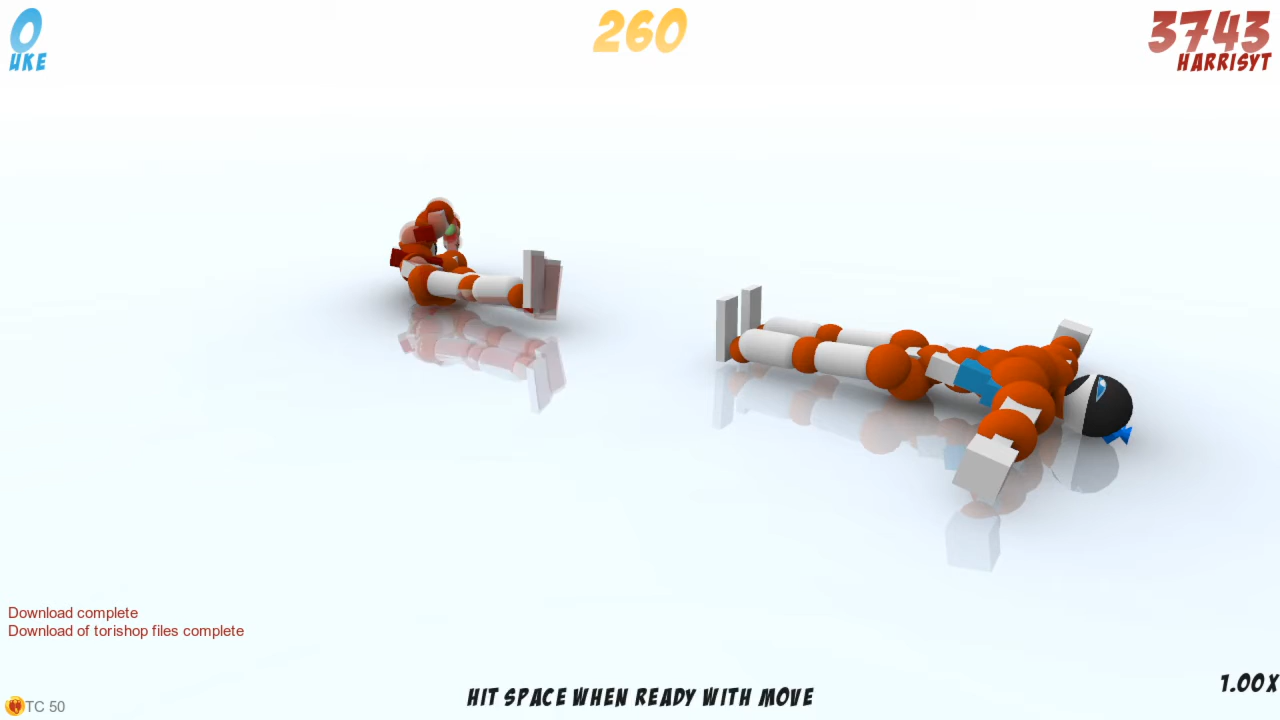 0
UKE
260
3743
HARRISYT
Download complete
Download of torishop files complete
HIT SPACE WHEN READY WITH MOVE
1.00X
TC 50